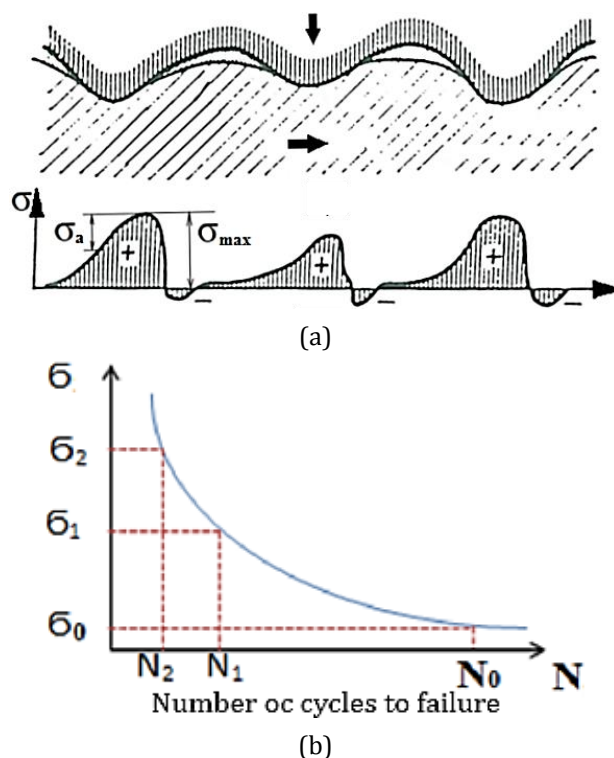 σ
σa
+
σmax
+
+
−
−
−
(a)
б
б2
б1
б0
N2
N1
N0
N
Number oc cycles to failure
(b)